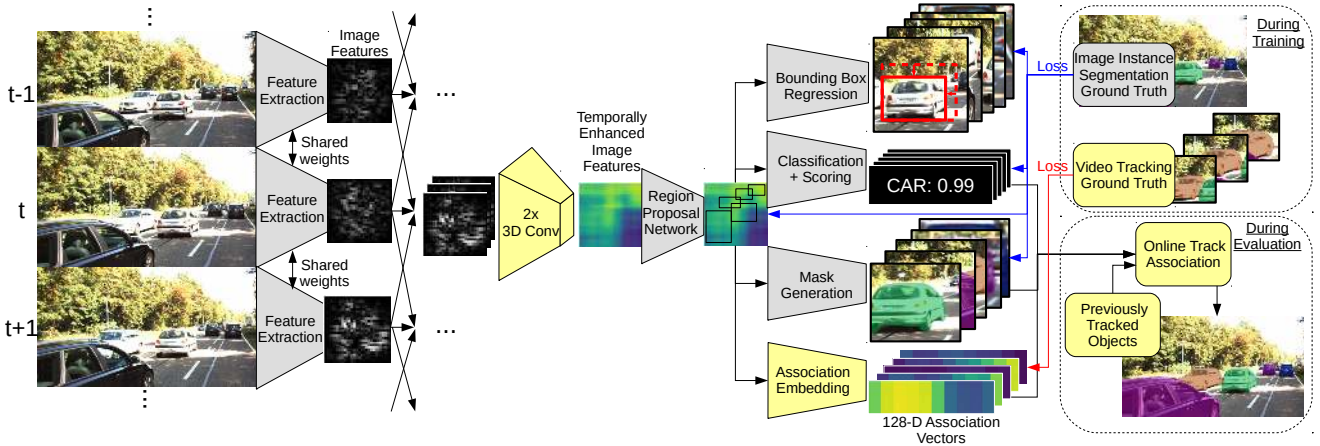 t-1
t
t+1
Feature
Extraction
Feature
Extraction
Feature
Extraction
Shared
weights
Shared
weights
Image
Features
...
...
2x
3D Conv
Temporally
Enhanced
Image
Features
Region
Proposal
Network
Bounding Box
Regression
Classification
+ Scoring
CAR: 0.99
Mask
Generation
Association
Embedding
128-D Association
Vectors
During
Training
Loss
Image Instance
Segmentation
Ground Truth
Loss
Video Tracking
Ground Truth
During
Evaluation
Online Track
Association
Previously
Tracked
Objects